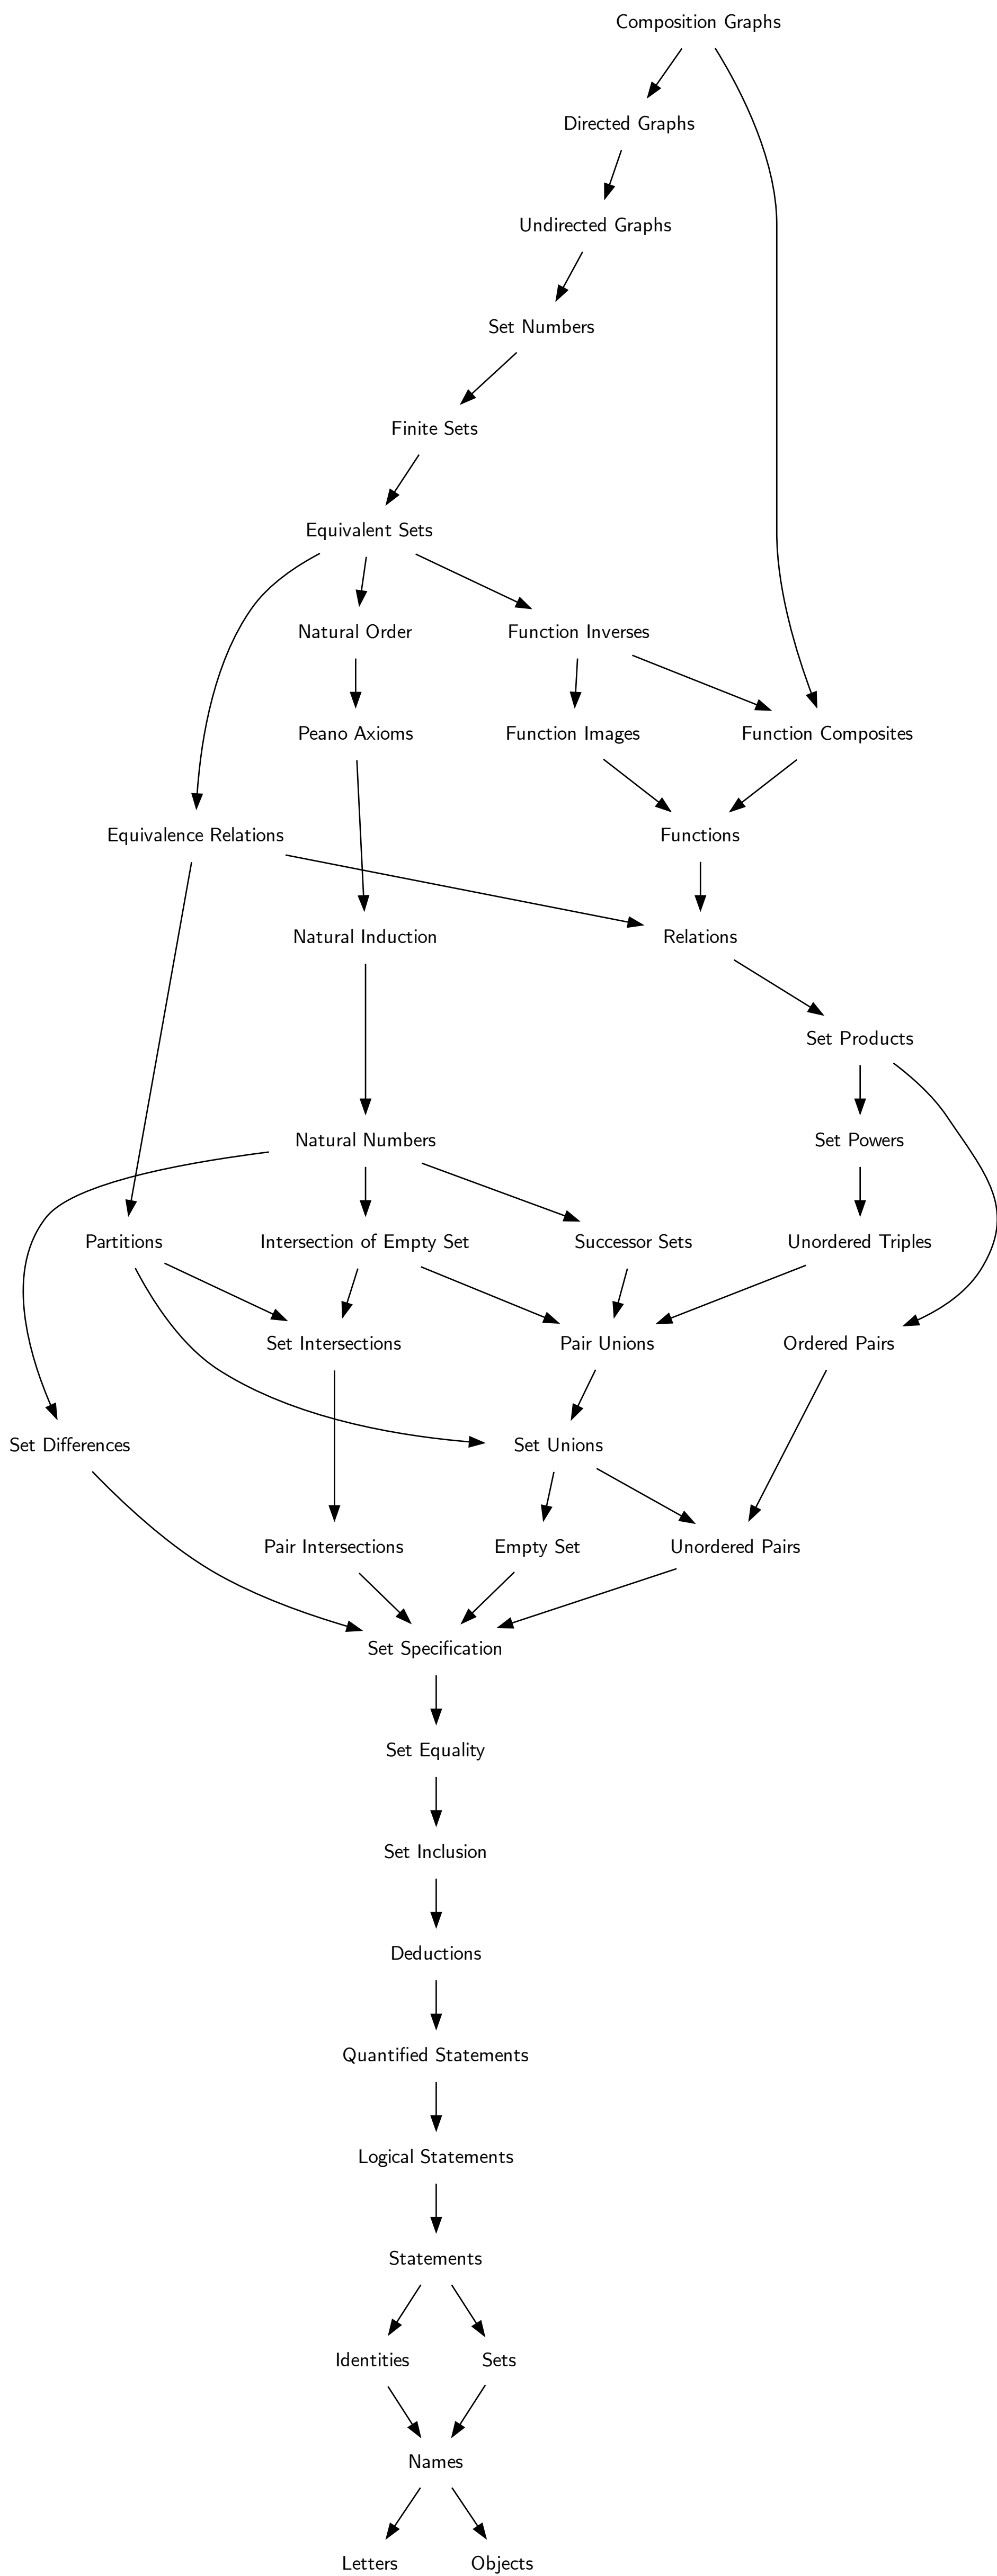 Composition Graphs
Directed Graphs
Undirected Graphs
Set Numbers
Finite Sets
Equivalent Sets
Natural Order
Function Inverses
Peano Axioms
Function Images
Function Composites
Equivalence Relations
Functions
Natural Induction
Relations
Set Products
Natural Numbers
Set Powers
Partitions
Intersection of Empty Set
Successor Sets
Unordered Triples
Set Intersections
Pair Unions
Ordered Pairs
Set Differences
Set Unions
Pair Intersections
Empty Set
Unordered Pairs
Set Specification
Set Equality
Set Inclusion
Deductions
Quantified Statements
Logical Statements
Statements
Identities
Sets
Names
Letters
Objects